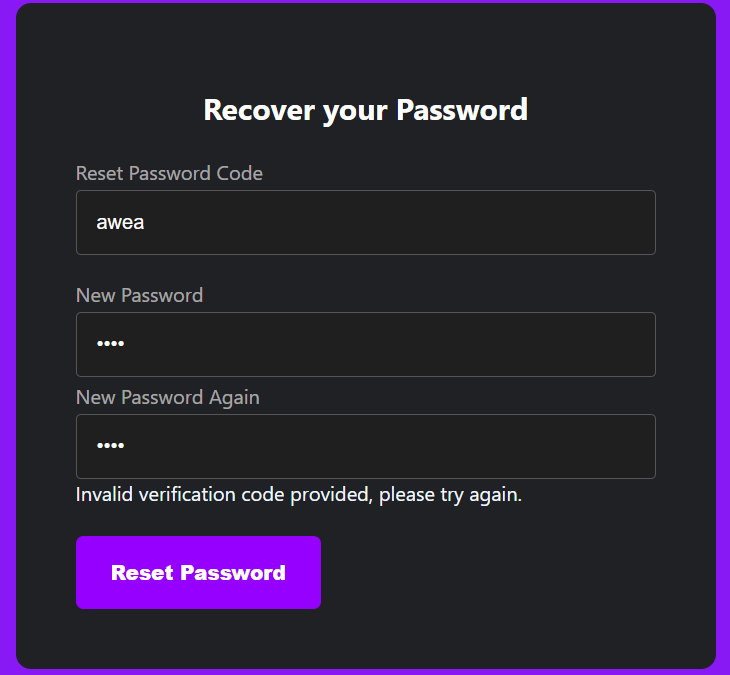 Recover your Password
Reset Password Code
awea
New Password
••••
New Password Again
••••
Invalid verification code provided, please try again.
Reset Password